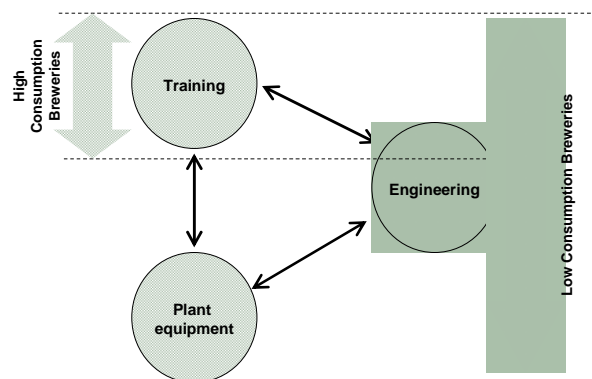 High
Consumption
Breweries
Training
Engineering
Low Consumption Breweries
Plant
equipment